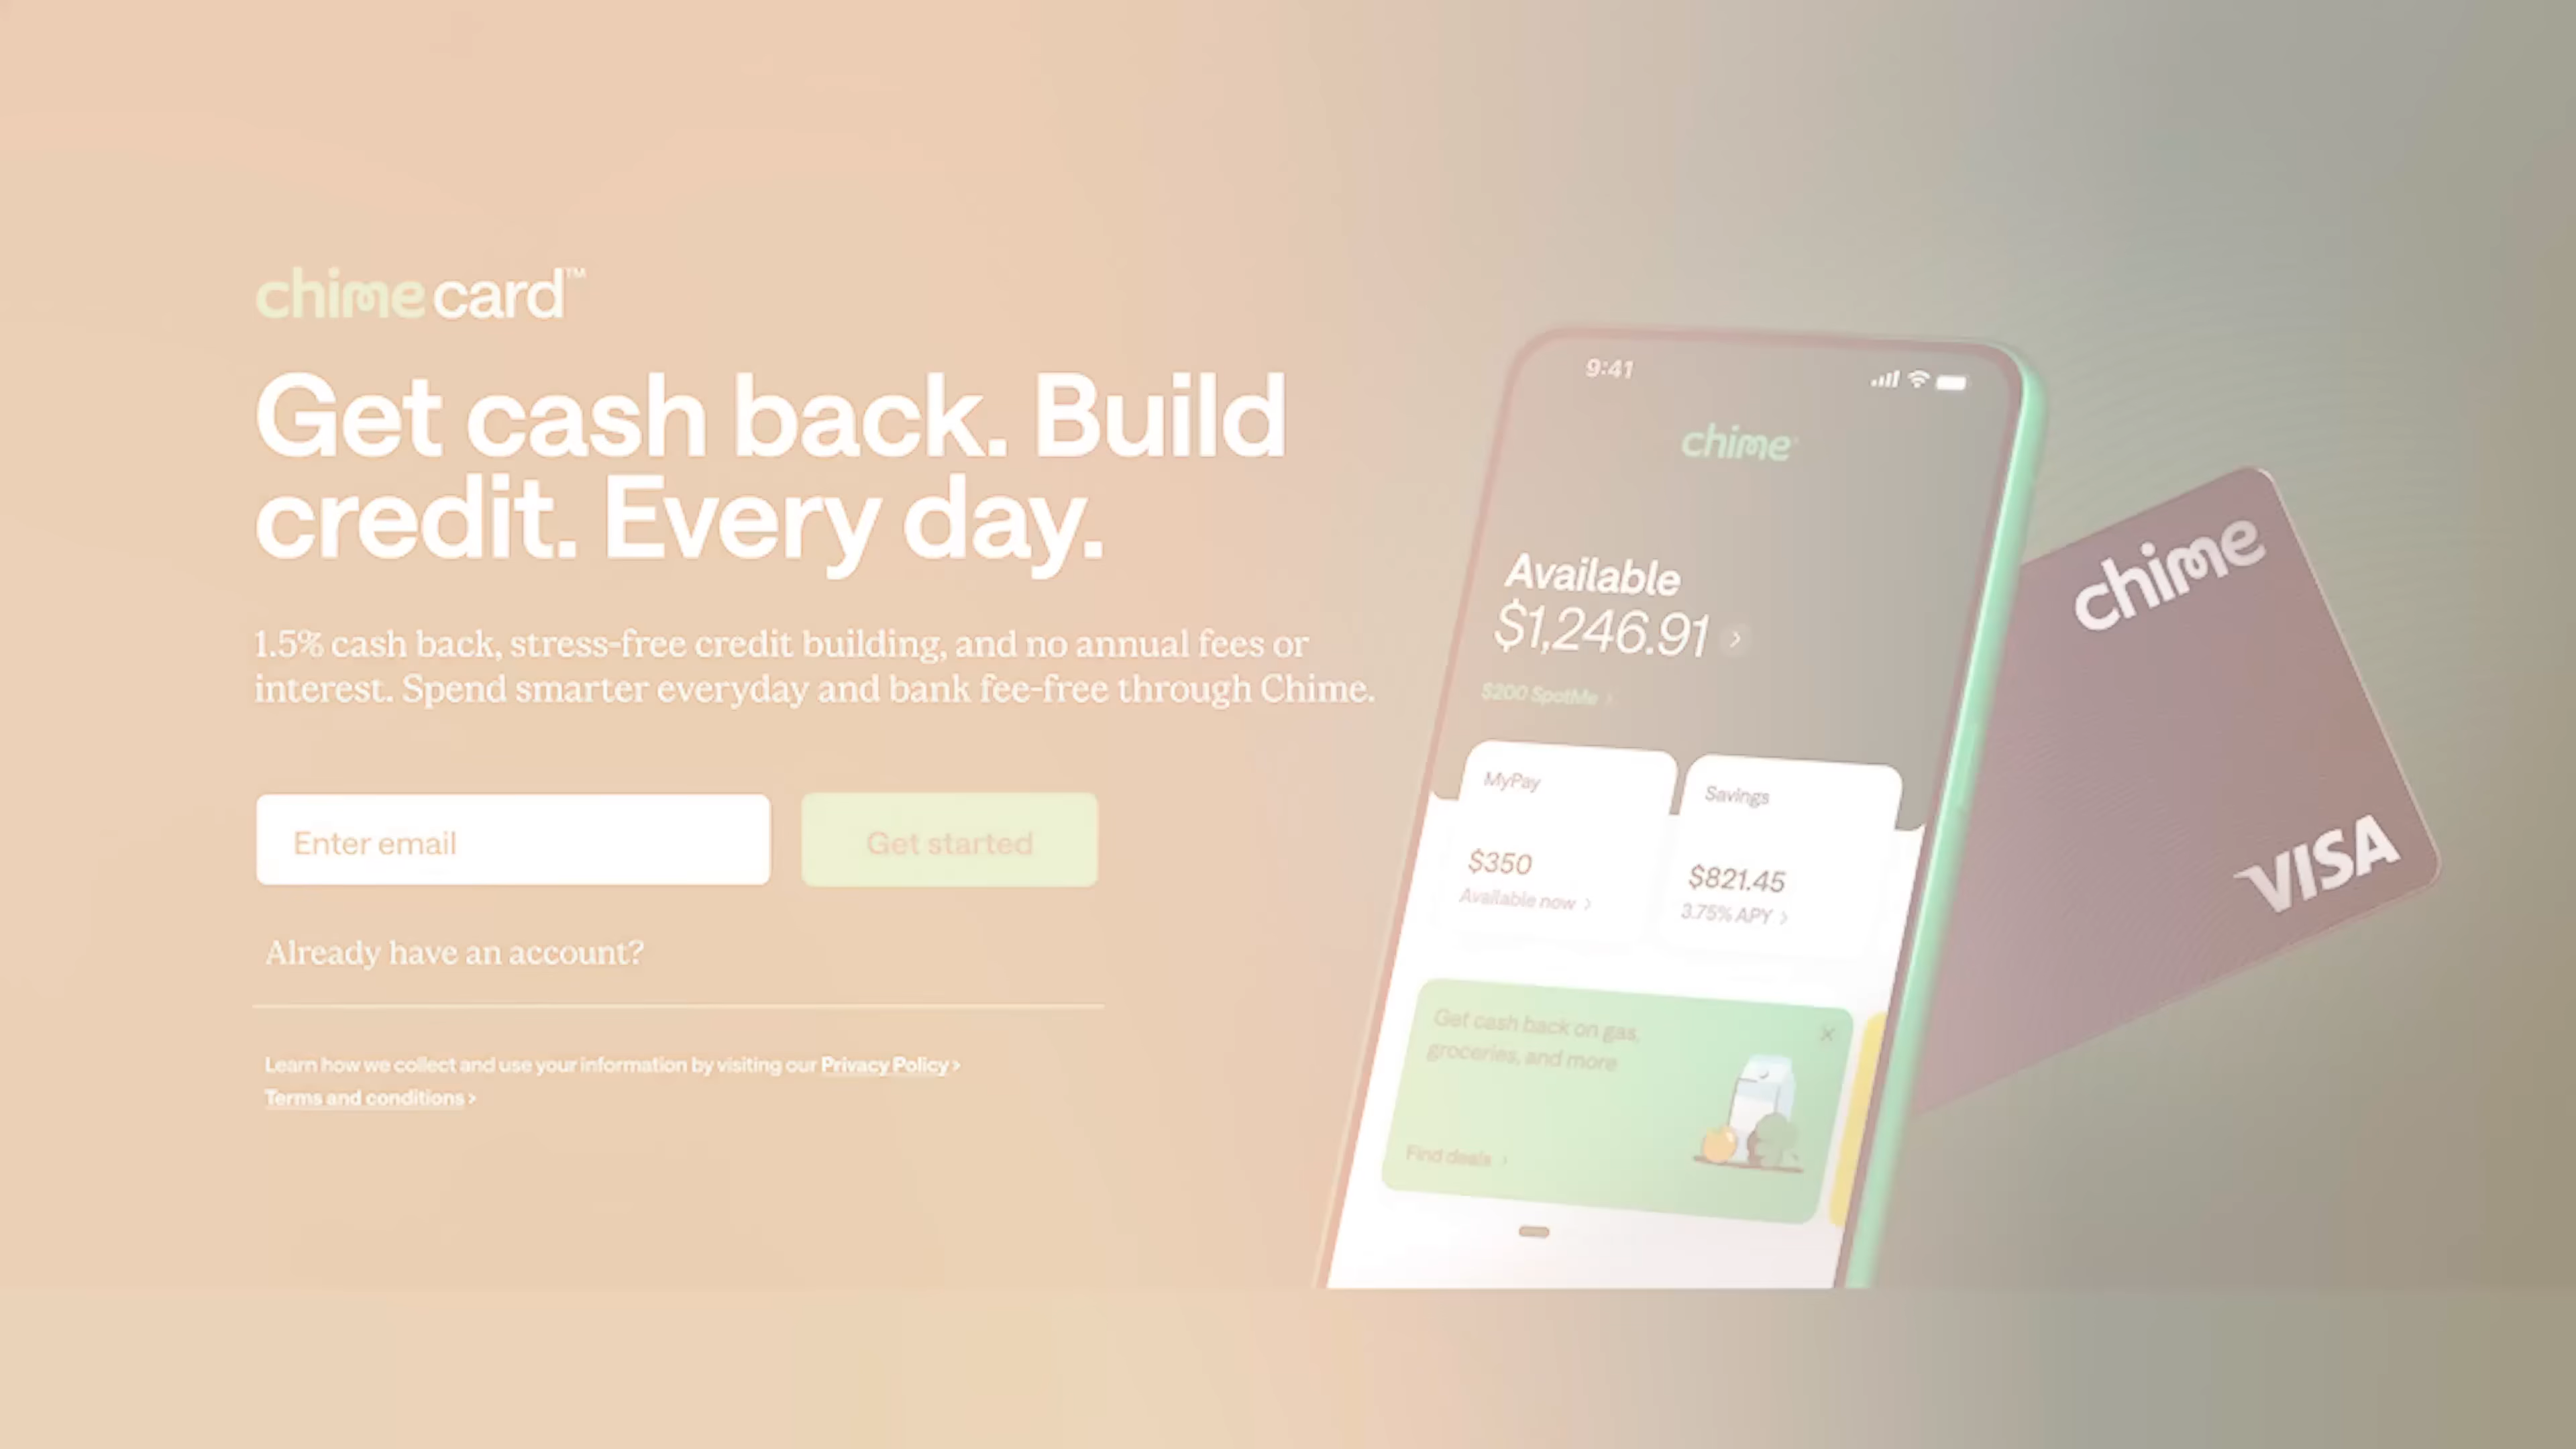 chime card™
Get cash back. Build
credit. Every day.
1.5% cash back, stress-free credit building, and no annual fees or
interest. Spend smarter everyday and bank fee-free through Chime.
Enter email
Get started
Already have an account?
Learn how we collect and use your information by visiting our Privacy Policy >
Terms and conditions >
9:41
chime
Available
$1,246.91 >
$200 SpotMe >
MyPay
$350
Available now >
Savings
$821.45
3.75% APY >
Get cash back on gas,
groceries, and more
Find deals >
chime
VISA